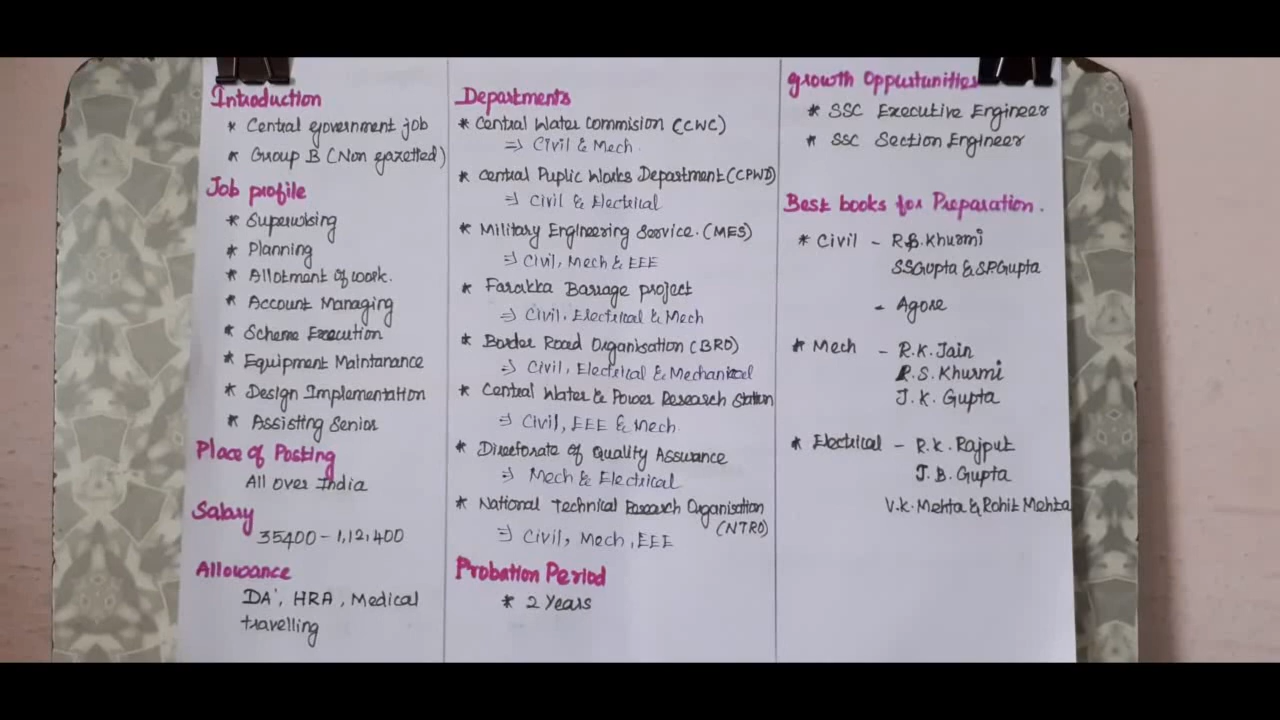 Introduction
* Central government job
* Group B (Non gazetted)
Job profile
* Supervising
* Planning
* Allotment of work.
* Account Managing
* Scheme Execution
* Equipment Maintanance
* Design Implementation
* Assisting Senior
Place of Posting
All over India
Salary
35400 - 1,12,400
Allowance
DA, HRA, Medical
travelling
Departments
* Central Water Commision (CWC)
⇒ Civil & Mech.
* Central Puplic Works Department (CPWD)
⇒ Civil & Electrical
* Military Engineering Service. (MES)
⇒ Civil, Mech & EEE
* Farakka Barrage project
⇒ Civil, Electrical & Mech
* Border Road Organisation (BRO)
⇒ Civil, Electrical & Mechanical
* Central Water & Power Research Station
⇒ Civil, EEE & Mech.
* Directorate of Quality Assurance
⇒ Mech & Electrical
* National Technical Research Organisation
(NTRO)
⇒ Civil, Mech, EEE
Probation Period
* 2 Years
growth Oppurtunities
* SSC Executive Engineer
* SSC Section Engineer
Best books for Preparation.
* Civil - R.S. Khurmi
SS Gupta & S.P. Gupta
- Agore
* Mech - R.K. Jain
R.S. Khurmi
J.K. Gupta
* Electrical - R.K. Rajput
J.B. Gupta
V.K. Mehta & Rohit Mehta